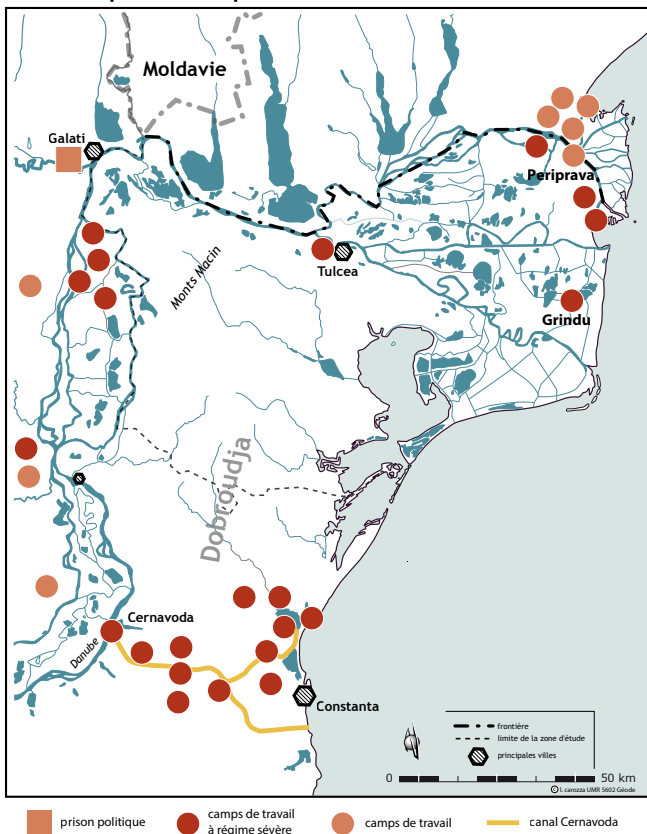 Moldavie
Galati
Periprava
Monts Macin
Tulcea
Grindu
Dobroudja
Cernavoda
Danube
Constanta
frontière
limite de la zone d'étude
principales villes
0 50 km
© l. carozza UMR 5602 Géode
prison politique
camps de travail
à régime sévère
camps de travail
canal Cernavoda